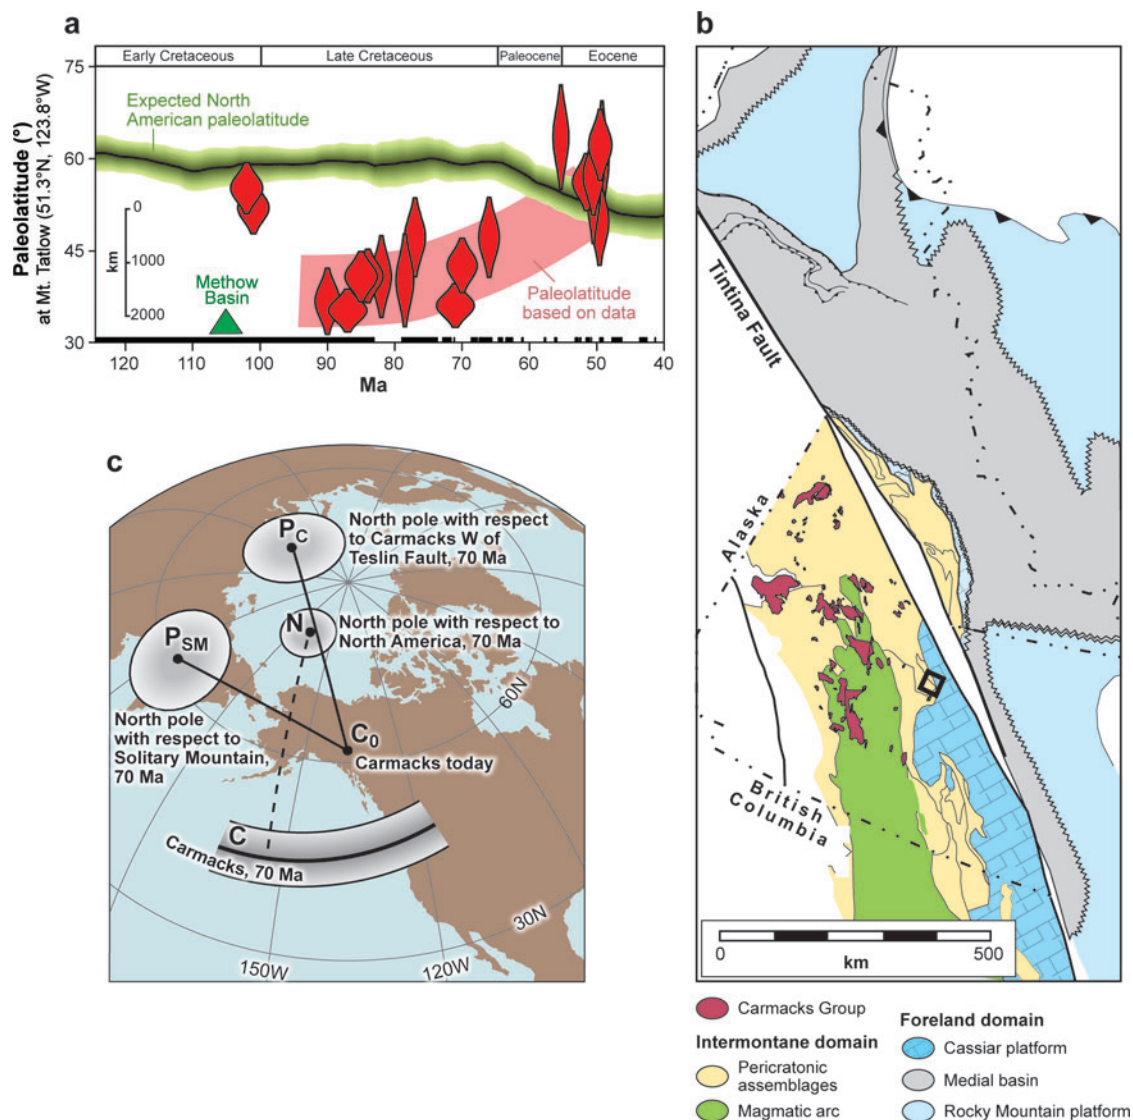 a
Early Cretaceous
Late Cretaceous
Paleocene
Eocene
75
60
45
30
Paleolatitude (°)
at Mt. Tatlow (51.3°N, 123.8°W)
Expected North
American paleolatitude
0
1000
2000
km
Methow
Basin
Paleolatitude
based on data
120
110
100
90
80
70
60
50
40
Ma
b
Tintina Fault
Alaska
British
Columbia
0
500
km
Carmacks Group
Intermontane domain
Pericratonic
assemblages
Magmatic arc
Foreland domain
Cassiar platform
Medial basin
Rocky Mountain platform
c
PC
North pole with respect
to Carmacks W of
Teslin Fault, 70 Ma
N
North pole with respect to
North America, 70 Ma
PSM
North pole
with respect to
Solitary Mountain,
70 Ma
60N
C0
Carmacks today
C
Carmacks, 70 Ma
30N
150W
120W